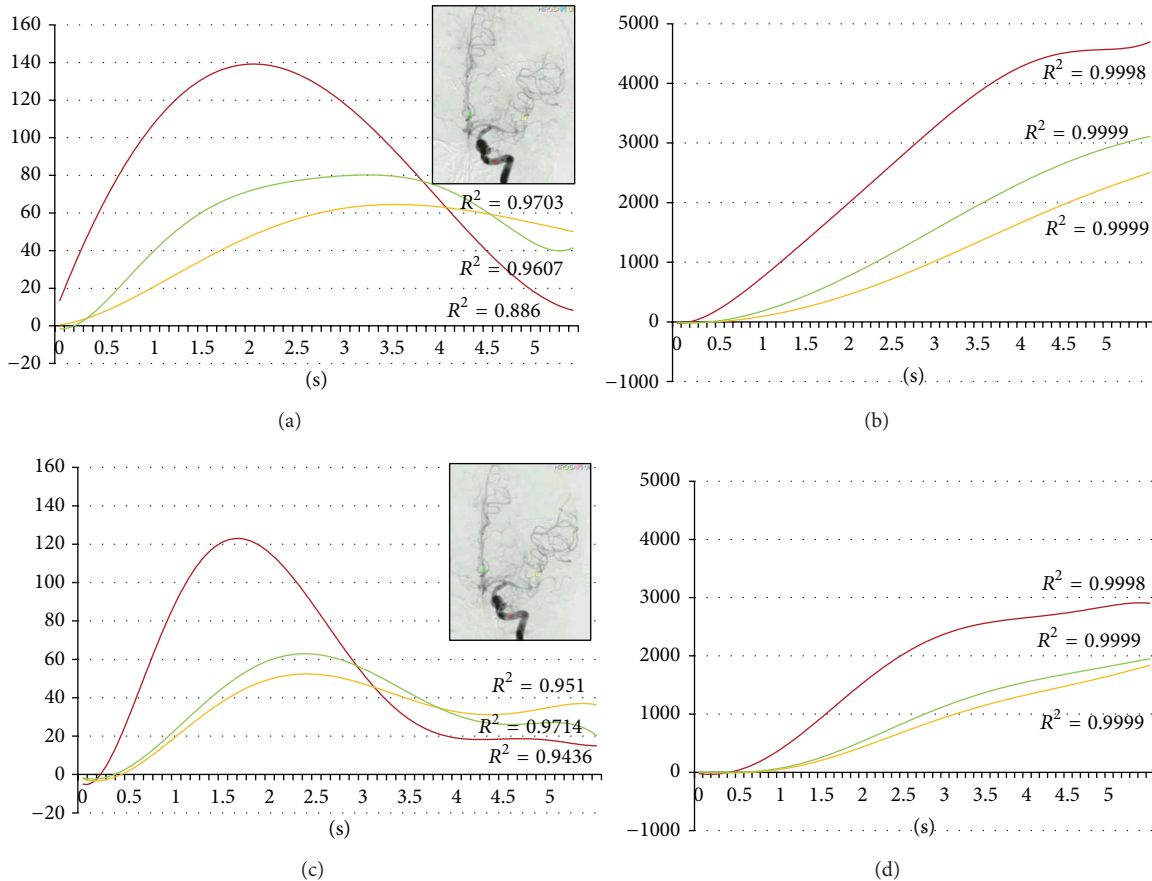 160
140
120
100
80
60
40
20
0
−20
0 0.5 1 1.5 2 2.5 3 3.5 4 4.5 5
(s)
R² = 0.9703
R² = 0.9607
R² = 0.886
(a)
5000
4000
3000
2000
1000
0
−1000
0 0.5 1 1.5 2 2.5 3 3.5 4 4.5 5
(s)
R² = 0.9998
R² = 0.9999
R² = 0.9999
(b)
160
140
120
100
80
60
40
20
0
−20
0 0.5 1 1.5 2 2.5 3 3.5 4 4.5 5
(s)
R² = 0.951
R² = 0.9714
R² = 0.9436
(c)
5000
4000
3000
2000
1000
0
−1000
0 0.5 1 1.5 2 2.5 3 3.5 4 4.5 5
(s)
R² = 0.9998
R² = 0.9999
R² = 0.9999
(d)